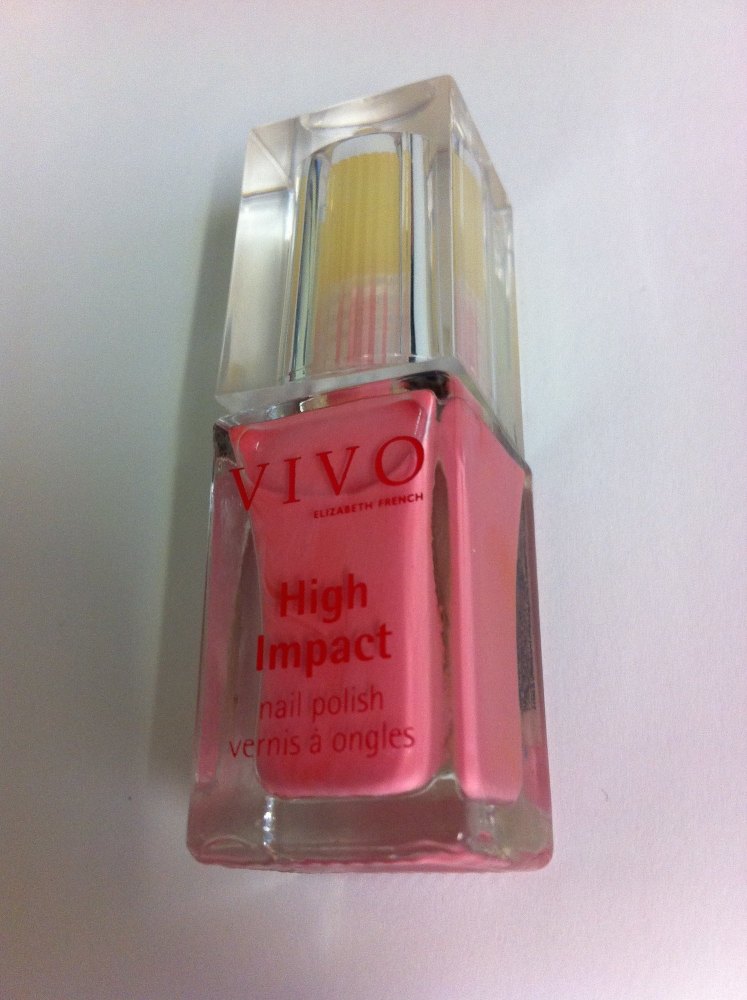 VIVO
ELIZABETH FRENCH
High
Impact
nail polish
vernis á ongles